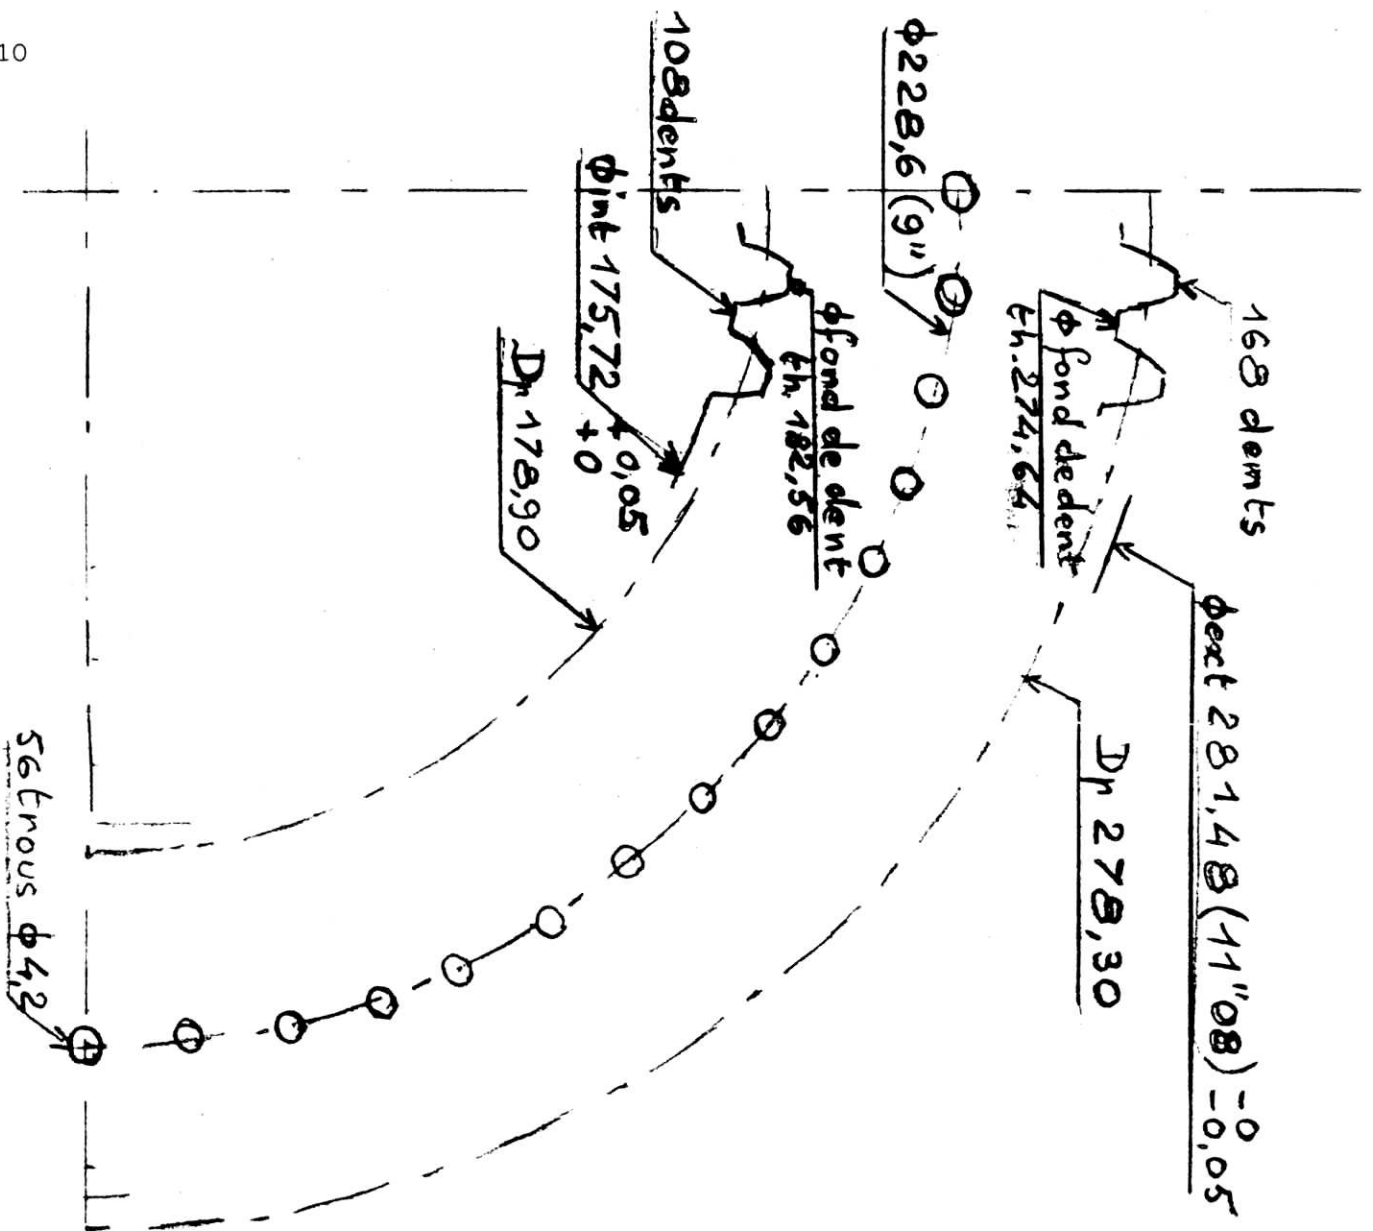 10
168 dents
ϕext 281,48 (11"08) -0
-0,05
Dp 278,30
ϕ fond de dent
th. 274,64
ϕ228,6 (9")
ϕ fond de dent
th. 182,56
108 dents
ϕint 175,72 +0,05
+0
Dp 178,90
56 trous ϕ4,2